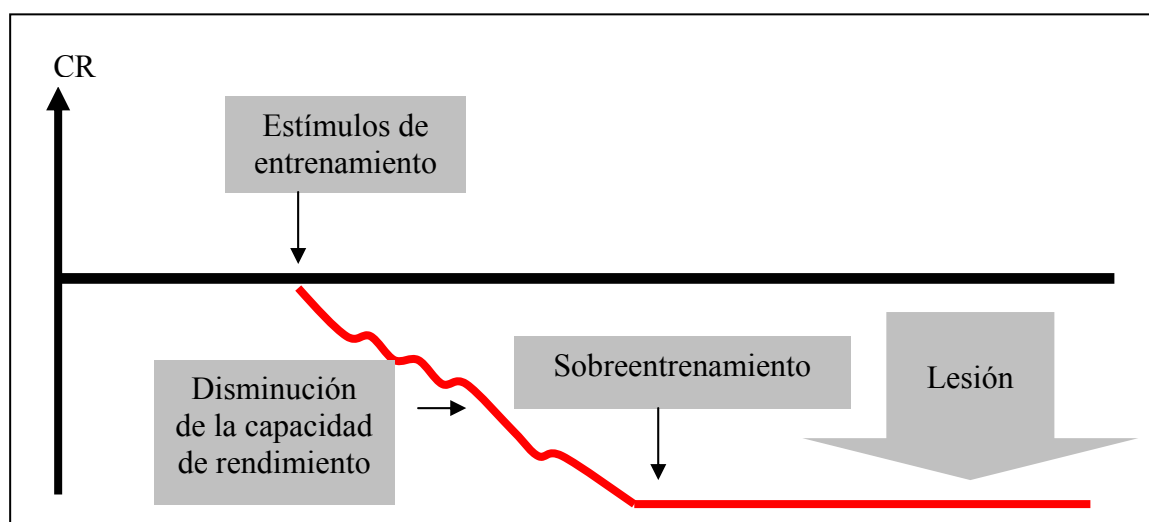 CR
Estímulos de
entrenamiento
Sobreentrenamiento
Lesión
Disminución
de la capacidad
de rendimiento